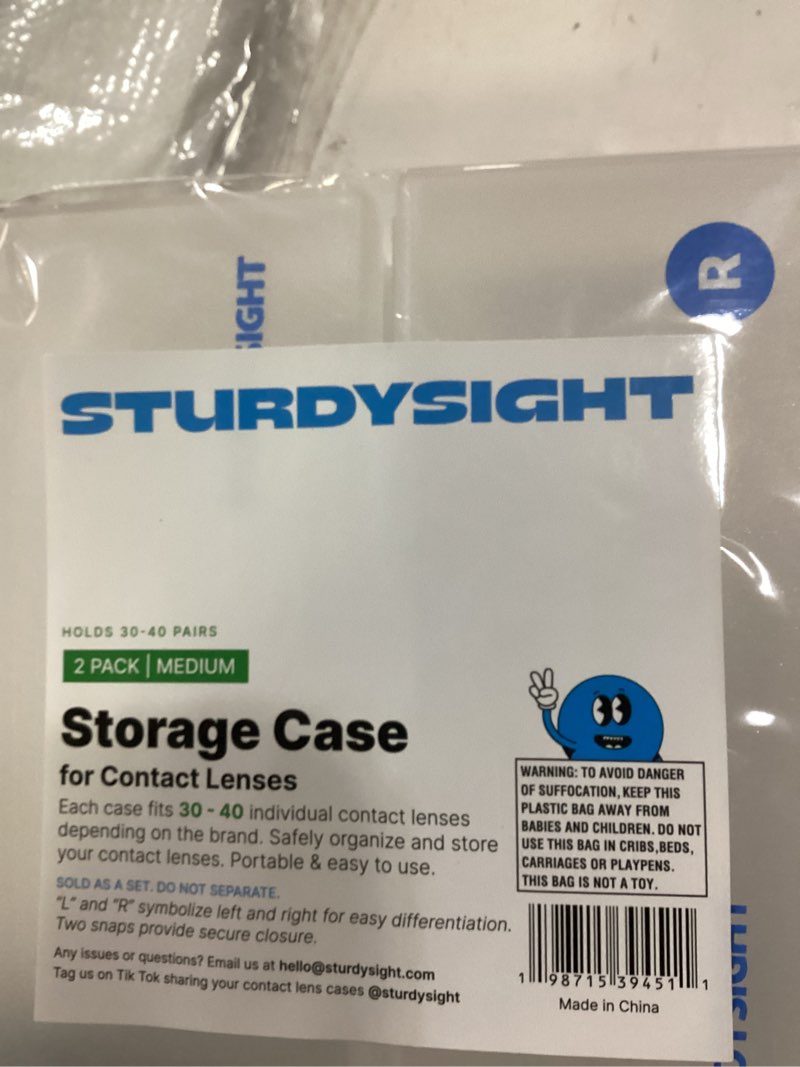 SIGHT
R
STURDYSIGHT
HOLDS 30-40 PAIRS
2 PACK | MEDIUM
Storage Case
for Contact Lenses
Each case fits 30 - 40 individual contact lenses
depending on the brand. Safely organize and store
your contact lenses. Portable & easy to use.
SOLD AS A SET. DO NOT SEPARATE.
"L" and "R" symbolize left and right for easy differentiation.
Two snaps provide secure closure.
Any issues or questions? Email us at hello@sturdysight.com
Tag us on Tik Tok sharing your contact lens cases @sturdysight
WARNING: TO AVOID DANGER
OF SUFFOCATION, KEEP THIS
PLASTIC BAG AWAY FROM
BABIES AND CHILDREN. DO NOT
USE THIS BAG IN CRIBS,BEDS,
CARRIAGES OR PLAYPENS.
THIS BAG IS NOT A TOY.
1 98715 39451 1
Made in China
YSIGHT